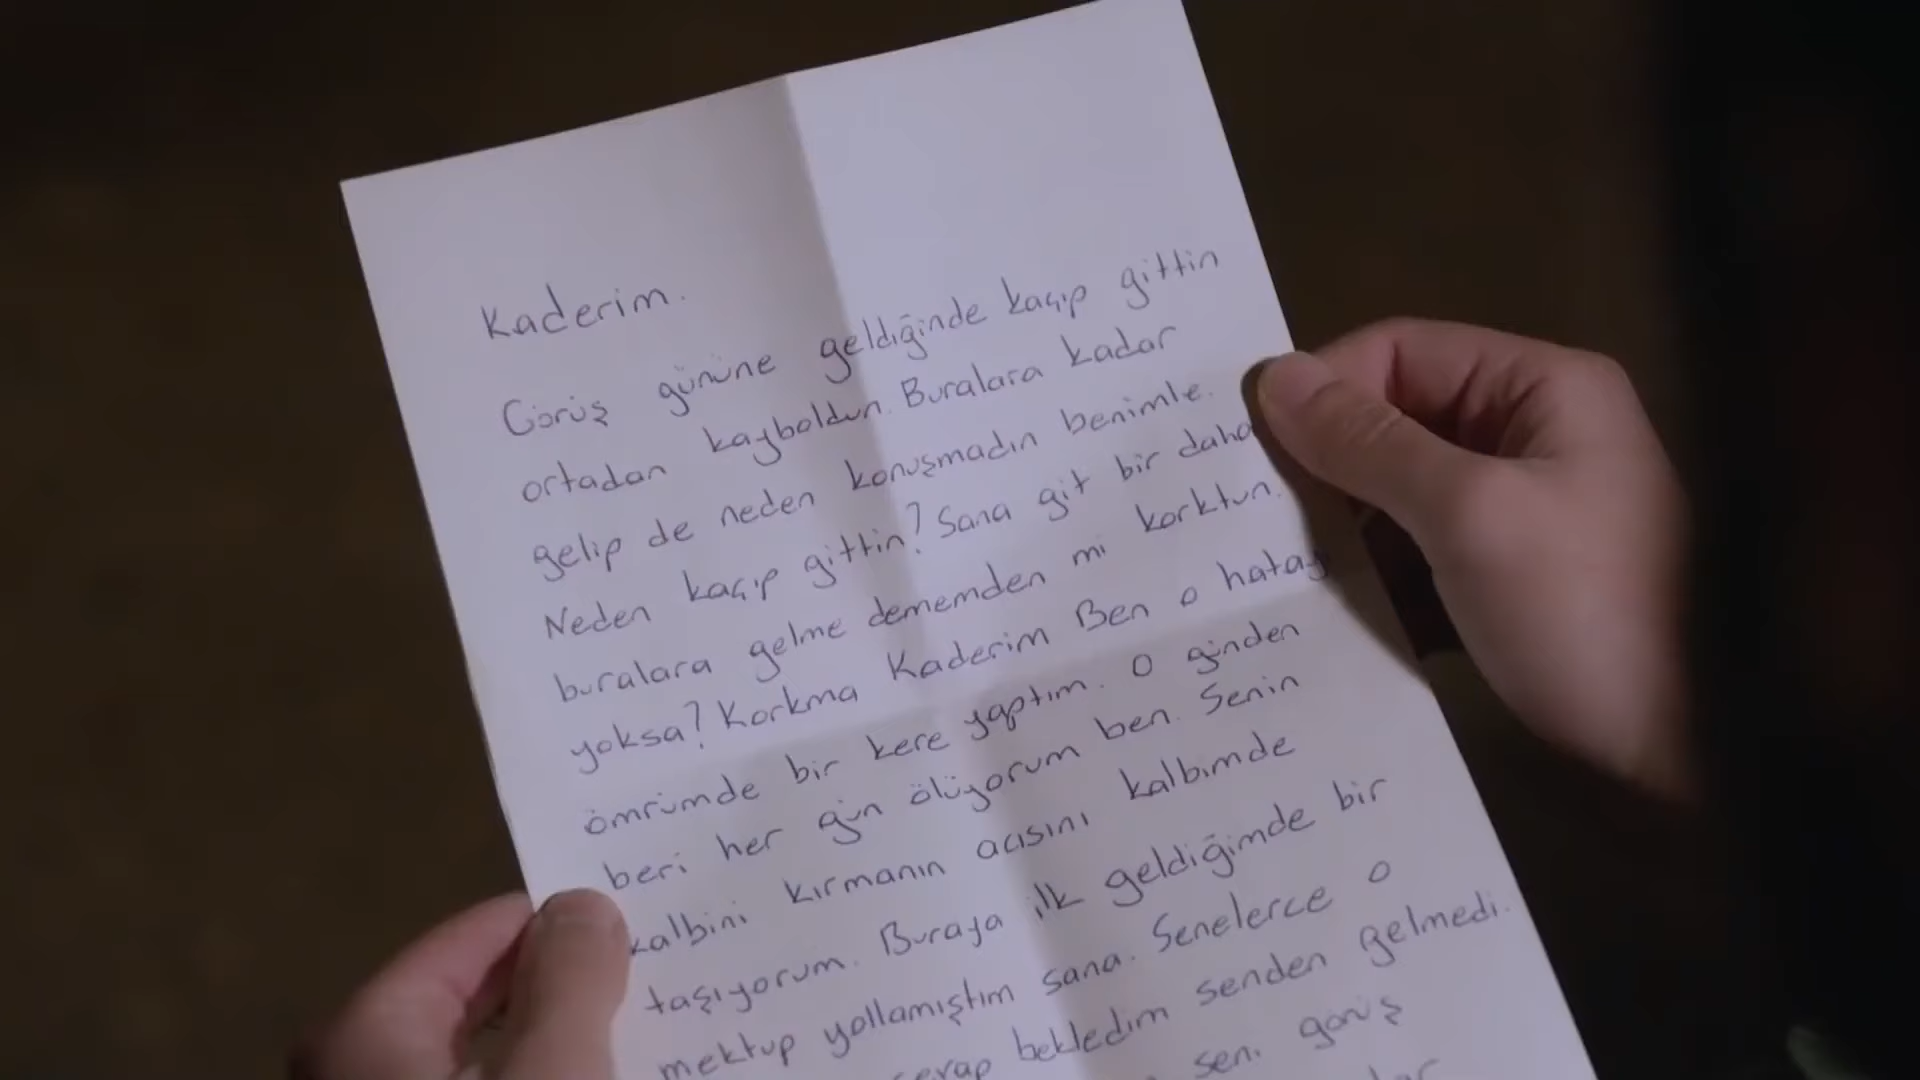 Kaderim.
Görüş gününe geldiğinde kaçıp gittin
ortadan kayboldun. Buralara kadar
gelip de neden konuşmadın benimle.
Neden kaçıp gittin? Sana git bir daha
buralara gelme dememden mi korktun.
yoksa? Korkma Kaderim Ben o hatay
ömrümde bir kere yaptım. O günden
beri her gün ölüyorum ben. Senin
kalbini kırmanın acısını kalbimde
taşıyorum. Buraya ilk geldiğimde bir
mektup yollamıştım sana. Senelerce o
cevap bekledim senden gelmedi.
seni görüş